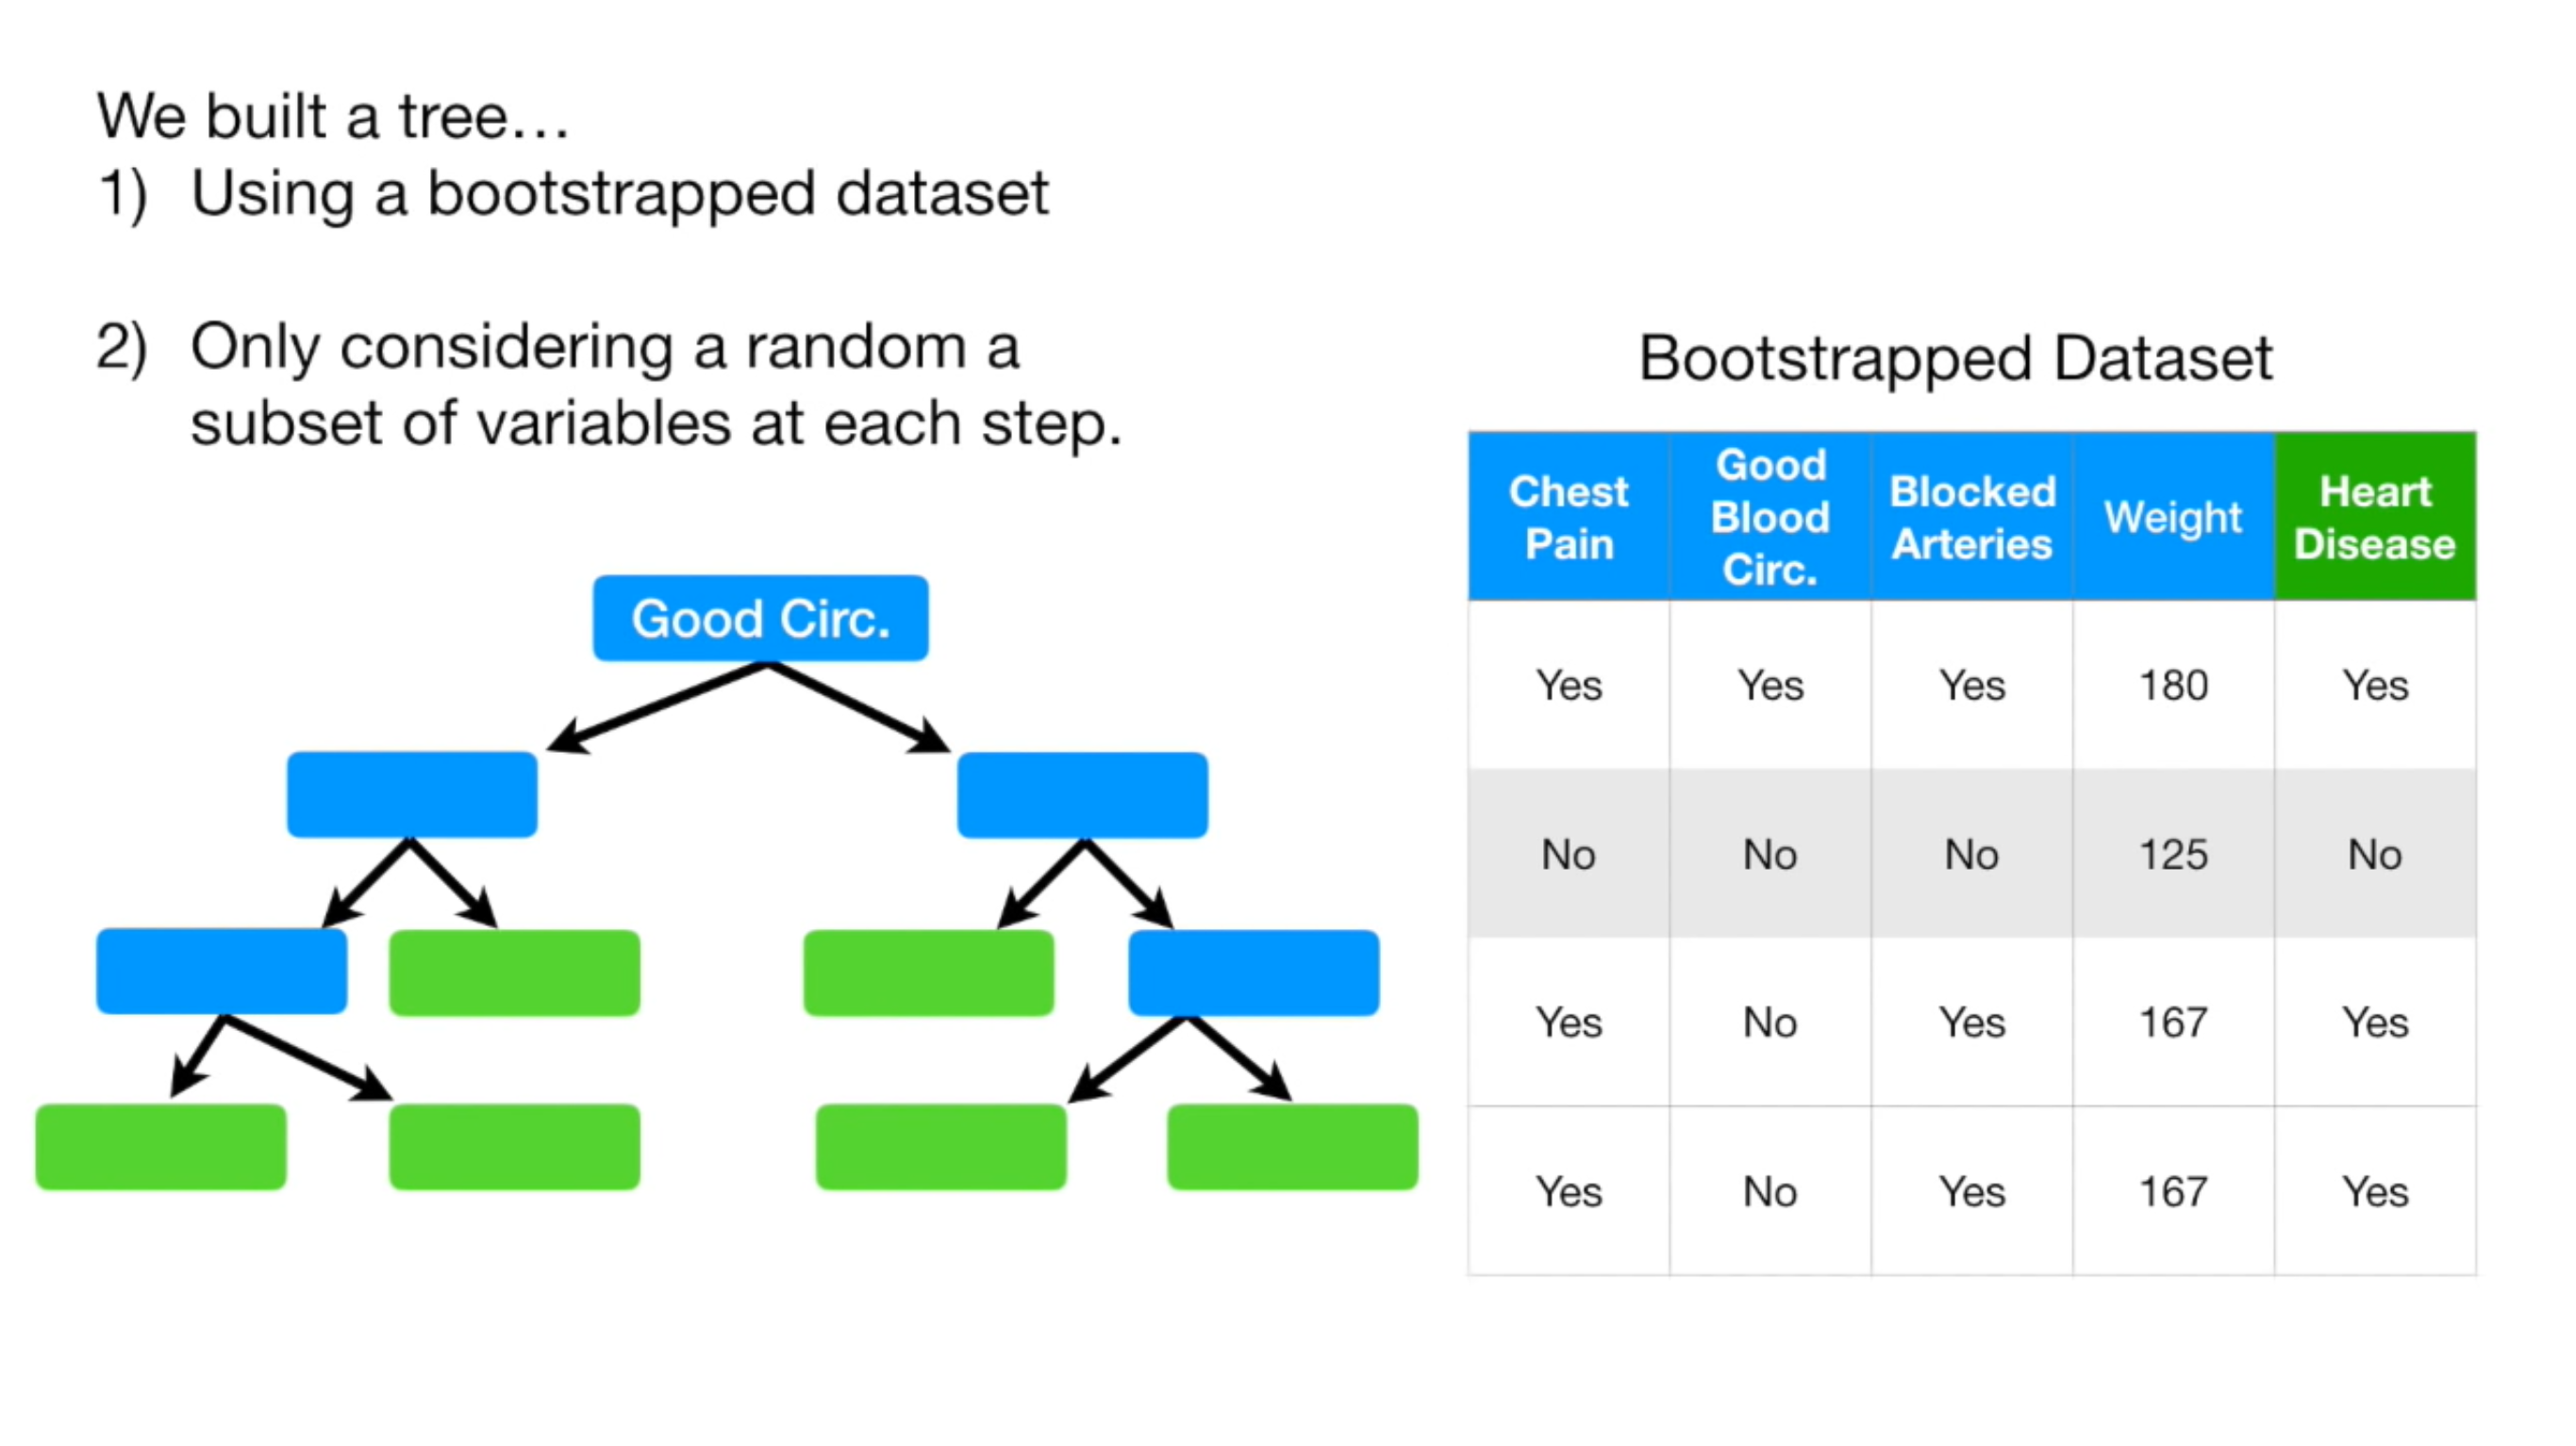 We built a tree…
1) Using a bootstrapped dataset
2) Only considering a random a
subset of variables at each step.
Good Circ.
Bootstrapped Dataset
Chest Pain Good Blood Circ. Blocked Arteries Weight Heart Disease
Yes Yes Yes 180 Yes
No No No 125 No
Yes No Yes 167 Yes
Yes No Yes 167 Yes